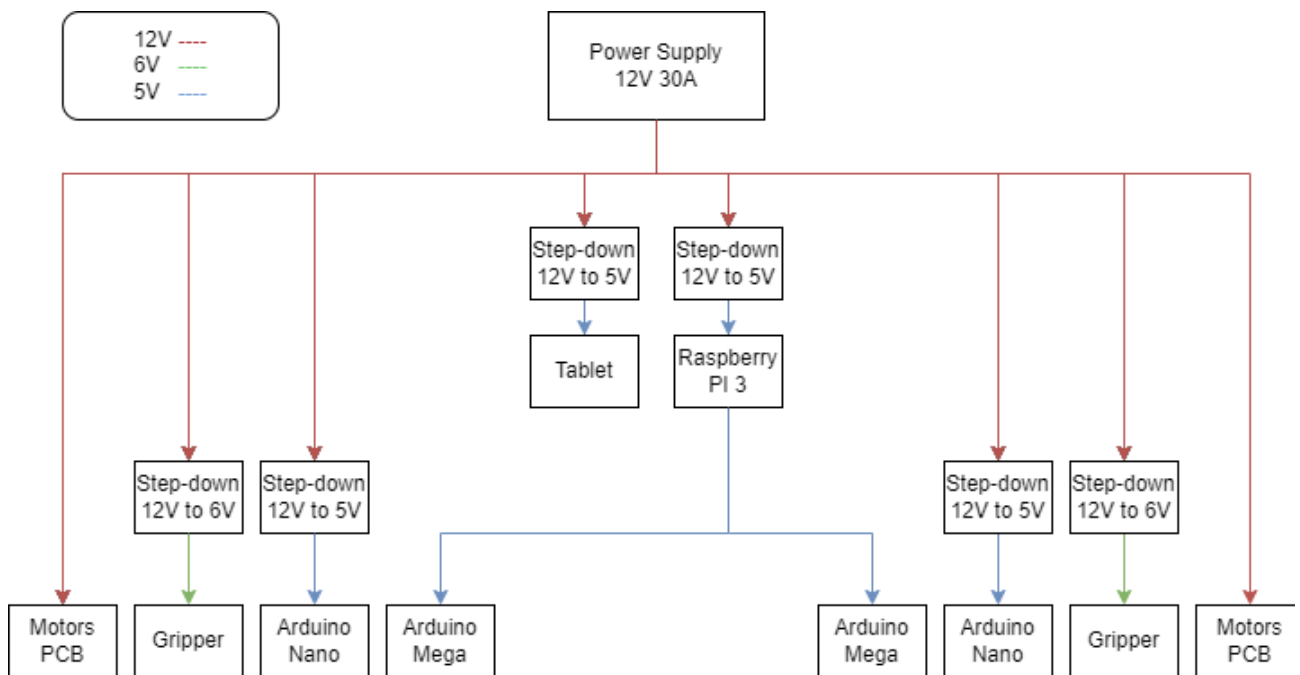 12V
6V
5V
Power Supply
12V 30A
Step-down
12V to 5V
Step-down
12V to 5V
Tablet
Raspberry
PI 3
Step-down
12V to 6V
Step-down
12V to 5V
Step-down
12V to 5V
Step-down
12V to 6V
Motors
PCB
Gripper
Arduino
Nano
Arduino
Mega
Arduino
Mega
Arduino
Nano
Gripper
Motors
PCB